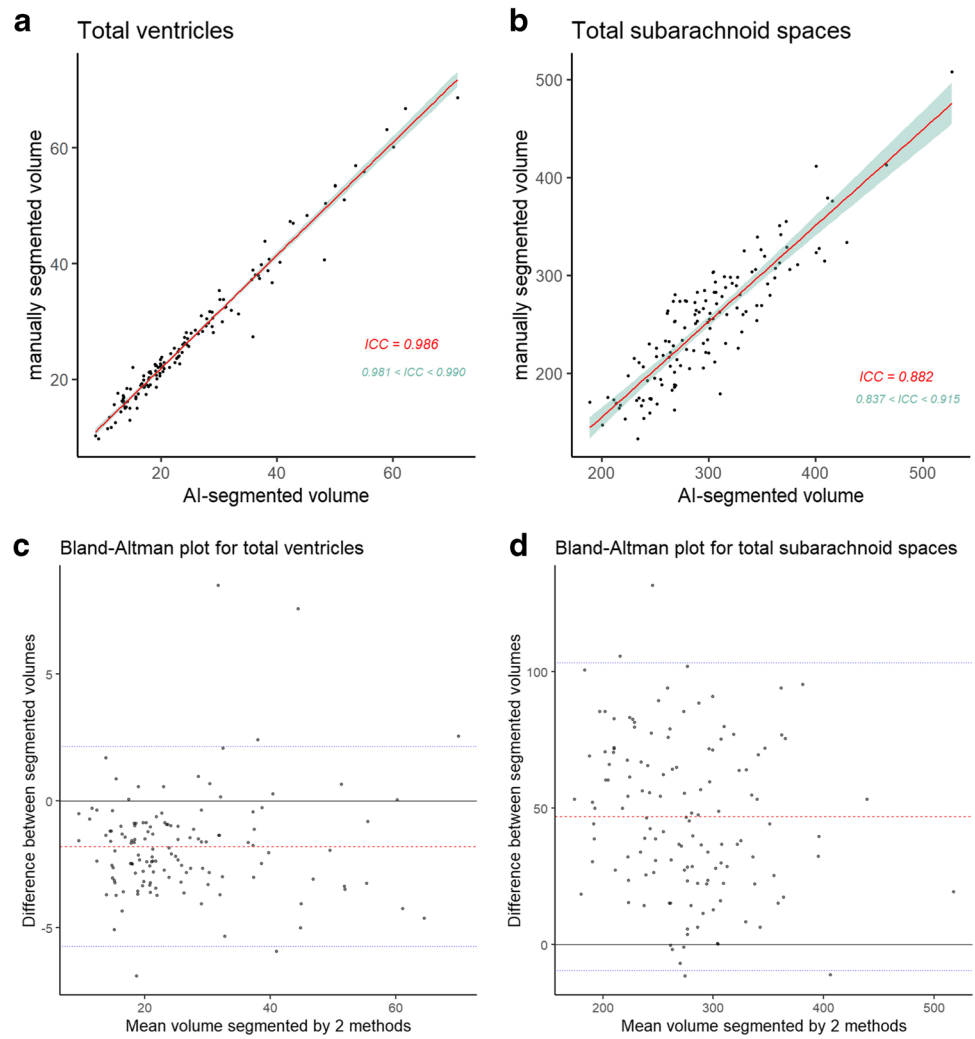 a
Total ventricles
manually segmented volume
60
40
20
ICC = 0.986
0.981 < ICC < 0.990
20 40 60
AI-segmented volume
b
Total subarachnoid spaces
manually segmented volume
500
400
300
200
ICC = 0.882
0.837 < ICC < 0.915
200 300 400 500
AI-segmented volume
c
Bland-Altman plot for total ventricles
Difference between segmented volumes
5
0
-5
20 40 60
Mean volume segmented by 2 methods
d
Bland-Altman plot for total subarachnoid spaces
Difference between segmented volumes
100
50
0
200 300 400 500
Mean volume segmented by 2 methods